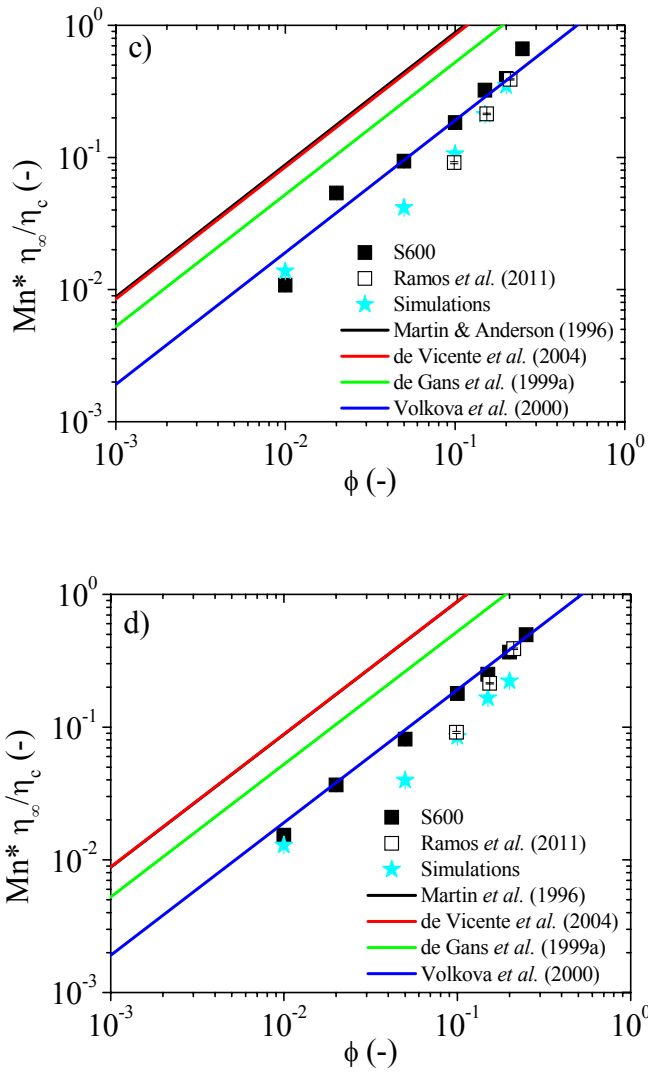 c)
10^0
10^-1
10^-2
10^-3
Mn* η∞/ηc (-)
S600
Ramos et al. (2011)
Simulations
Martin & Anderson (1996)
de Vicente et al. (2004)
de Gans et al. (1999a)
Volkova et al. (2000)
10^-3 10^-2 10^-1 10^0
ϕ (-)
d)
10^0
10^-1
10^-2
10^-3
Mn* η∞/ηc (-)
S600
Ramos et al. (2011)
Simulations
Martin et al. (1996)
de Vicente et al. (2004)
de Gans et al. (1999a)
Volkova et al. (2000)
10^-3 10^-2 10^-1 10^0
ϕ (-)